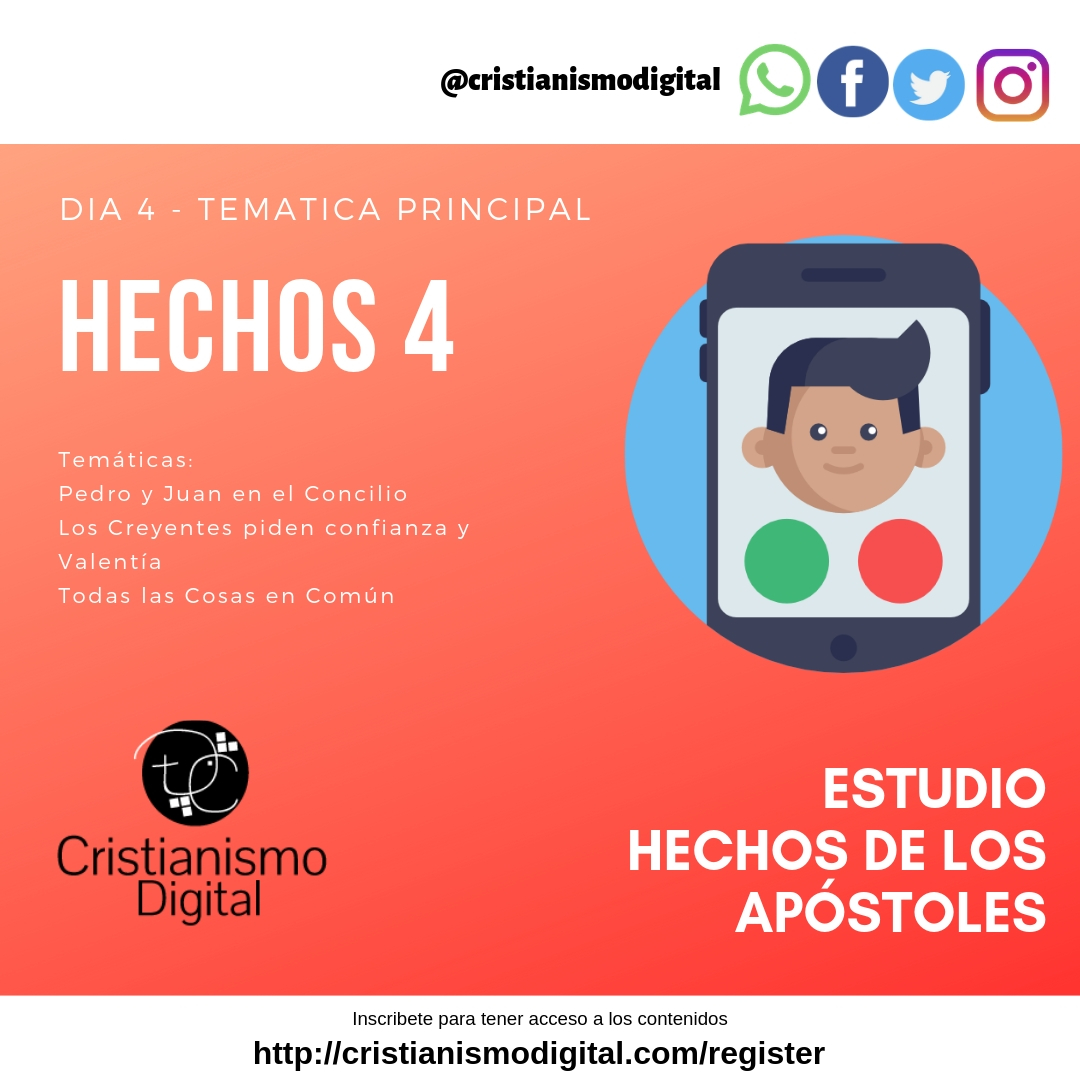 @cristianismodigital
DIA 4 - TEMATICA PRINCIPAL
HECHOS 4
Temáticas:
Pedro y Juan en el Concilio
Los Creyentes piden confianza y
Valentía
Todas las Cosas en Común
Cristianismo
Digital
ESTUDIO
HECHOS DE LOS
APÓSTOLES
Inscribete para tener acceso a los contenidos
http://cristianismodigital.com/register